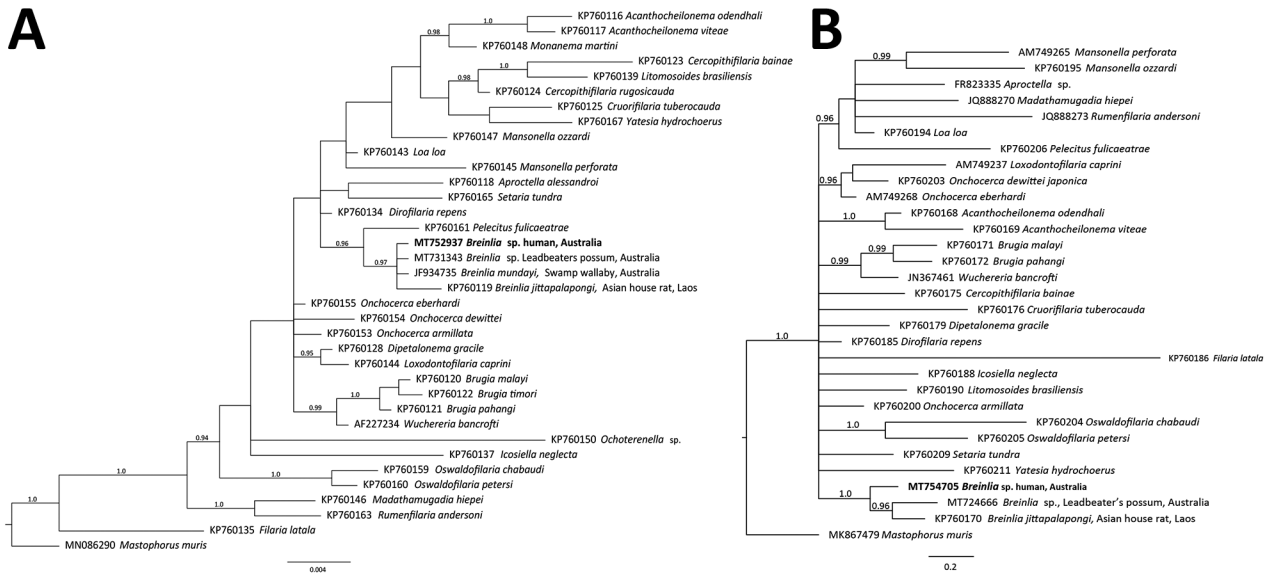 A
KP760116 Acanthocheilonema odendhali
1.0
KP760117 Acanthocheilonema viteae
0.98
KP760148 Monanema martini
KP760123 Cercopithifilaria bainae
1.0
KP760139 Litomosoides brasiliensis
0.98
KP760124 Cercopithifilaria rugosicauda
KP760125 Cruorifilaria tuberocauda
KP760167 Yatesia hydrochoerus
KP760147 Mansonella ozzardi
KP760143 Loa loa
KP760145 Mansonella perforata
KP760118 Aproctella alessandroi
KP760165 Setaria tundra
KP760134 Dirofilaria repens
KP760161 Pelecitus fulicaeatrae
0.96
MT752937 Breinlia sp. human, Australia
MT731343 Breinlia sp. Leadbeaters possum, Australia
0.97
JF934735 Breinlia mundayi, Swamp wallaby, Australia
KP760119 Breinlia jittapalapongi, Asian house rat, Laos
KP760155 Onchocerca eberhardi
KP760154 Onchocerca dewittei
KP760153 Onchocerca armillata
KP760128 Dipetalonema gracile
0.95
KP760144 Loxodontofilaria caprini
KP760120 Brugia malayi
1.0
KP760122 Brugia timori
0.99
KP760121 Brugia pahangi
AF227234 Wuchereria bancrofti
KP760150 Ochoterenella sp.
0.94
KP760137 Icosiella neglecta
KP760159 Oswaldofilaria chabaudi
1.0
1.0
KP760160 Oswaldofilaria petersi
KP760146 Madathamugadia hiepei
1.0
1.0
KP760163 Rumenfilaria andersoni
KP760135 Filaria latala
MN086290 Mastophorus muris
0.004
B
AM749265 Mansonella perforata
0.99
KP760195 Mansonella ozzardi
FR823335 Aproctella sp.
JQ888270 Madathamugadia hiepei
JQ888273 Rumenfilaria andersoni
0.96
KP760194 Loa loa
KP760206 Pelecitus fulicaeatrae
AM749237 Loxodontofilaria caprini
0.96
KP760203 Onchocerca dewittei japonica
AM749268 Onchocerca eberhardi
KP760168 Acanthocheilonema odendhali
1.0
KP760169 Acanthocheilonema viteae
KP760171 Brugia malayi
0.99
KP760172 Brugia pahangi
0.99
JN367461 Wuchereria bancrofti
KP760175 Cercopithifilaria bainae
KP760176 Cruorifilaria tuberocauda
KP760179 Dipetalonema gracile
1.0
KP760185 Dirofilaria repens
KP760186 Filaria latala
KP760188 Icosiella neglecta
KP760190 Litomosoides brasiliensis
KP760200 Onchocerca armillata
KP760204 Oswaldofilaria chabaudi
1.0
KP760205 Oswaldofilaria petersi
KP760209 Setaria tundra
KP760211 Yatesia hydrochoerus
MT754705 Breinlia sp. human, Australia
1.0
MT724666 Breinlia sp., Leadbeater's possum, Australia
0.96
KP760170 Breinlia jittapalapongi, Asian house rat, Laos
MK867479 Mastophorus muris
0.2